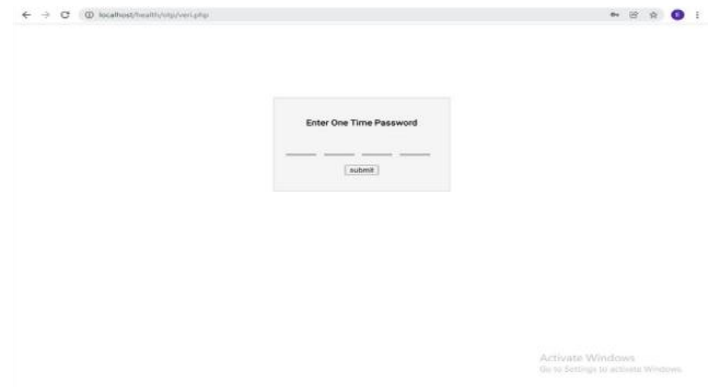 localhost/health/otp/veri.php
Enter One Time Password
submit
Activate Windows
Go to Settings to activate Windows.